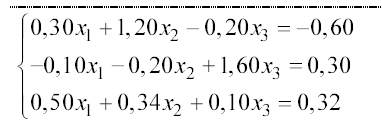 0,30x₁ + 1,20x₂ − 0,20x₃ = −0,60
−0,10x₁ − 0,20x₂ + 1,60x₃ = 0,30
0,50x₁ + 0,34x₂ + 0,10x₃ = 0,32